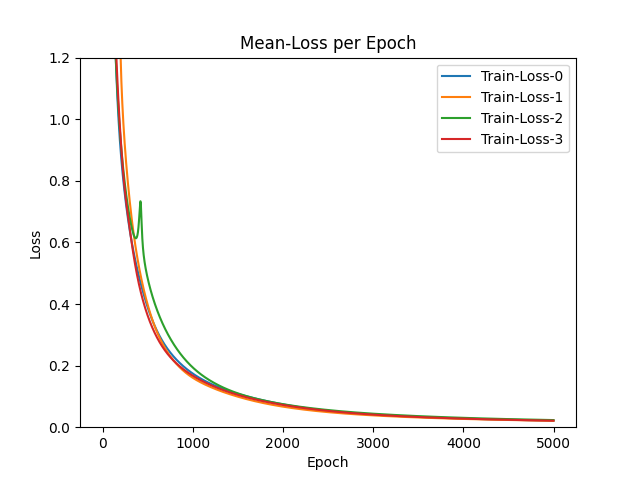 Mean-Loss per Epoch
1.2
1.0
0.8
0.6
0.4
0.2
0.0
Loss
Train-Loss-0
Train-Loss-1
Train-Loss-2
Train-Loss-3
0 1000 2000 3000 4000 5000
Epoch